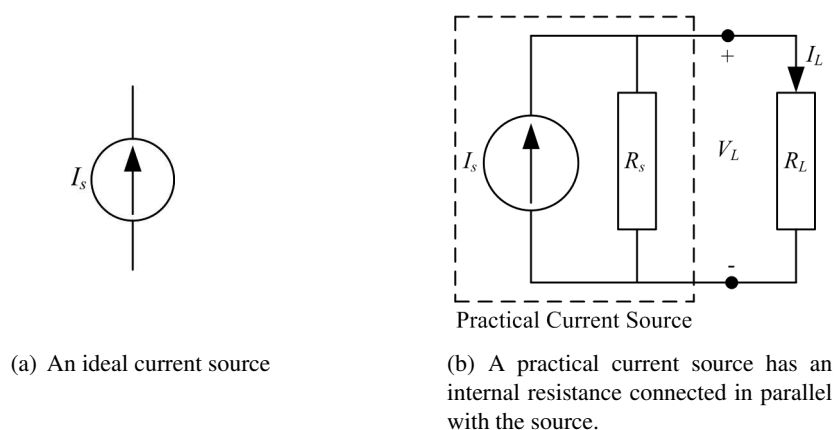 I_s
(a) An ideal current source
+
I_L
I_s
R_s
V_L
R_L
-
Practical Current Source
(b) A practical current source has an
internal resistance connected in parallel
with the source.